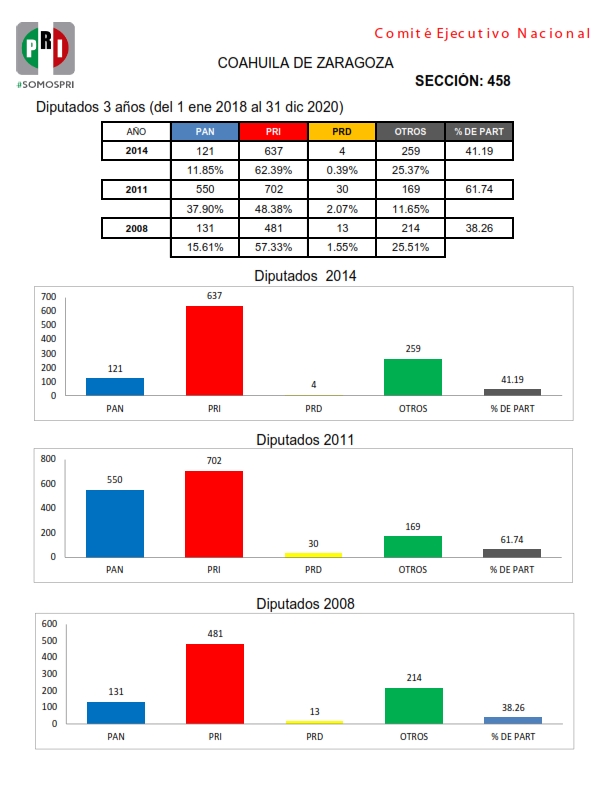 Comité Ejecutivo Nacional
PRI
#SOMOSPRI
COAHUILA DE ZARAGOZA
SECCIÓN: 458
Diputados 3 años (del 1 ene 2018 al 31 dic 2020)
AÑO PAN PRI PRD OTROS % DE PART
2014 121 637 4 259 41.19
11.85% 62.39% 0.39% 25.37%
2011 550 702 30 169 61.74
37.90% 48.38% 2.07% 11.65%
2008 131 481 13 214 38.26
15.61% 57.33% 1.55% 25.51%
Diputados 2014
700
600
500
400
300
200
100
0
121 637 4 259 41.19
PAN PRI PRD OTROS % DE PART
Diputados 2011
800
600
400
200
0
550 702 30 169 61.74
PAN PRI PRD OTROS % DE PART
Diputados 2008
600
500
400
300
200
100
0
131 481 13 214 38.26
PAN PRI PRD OTROS % DE PART